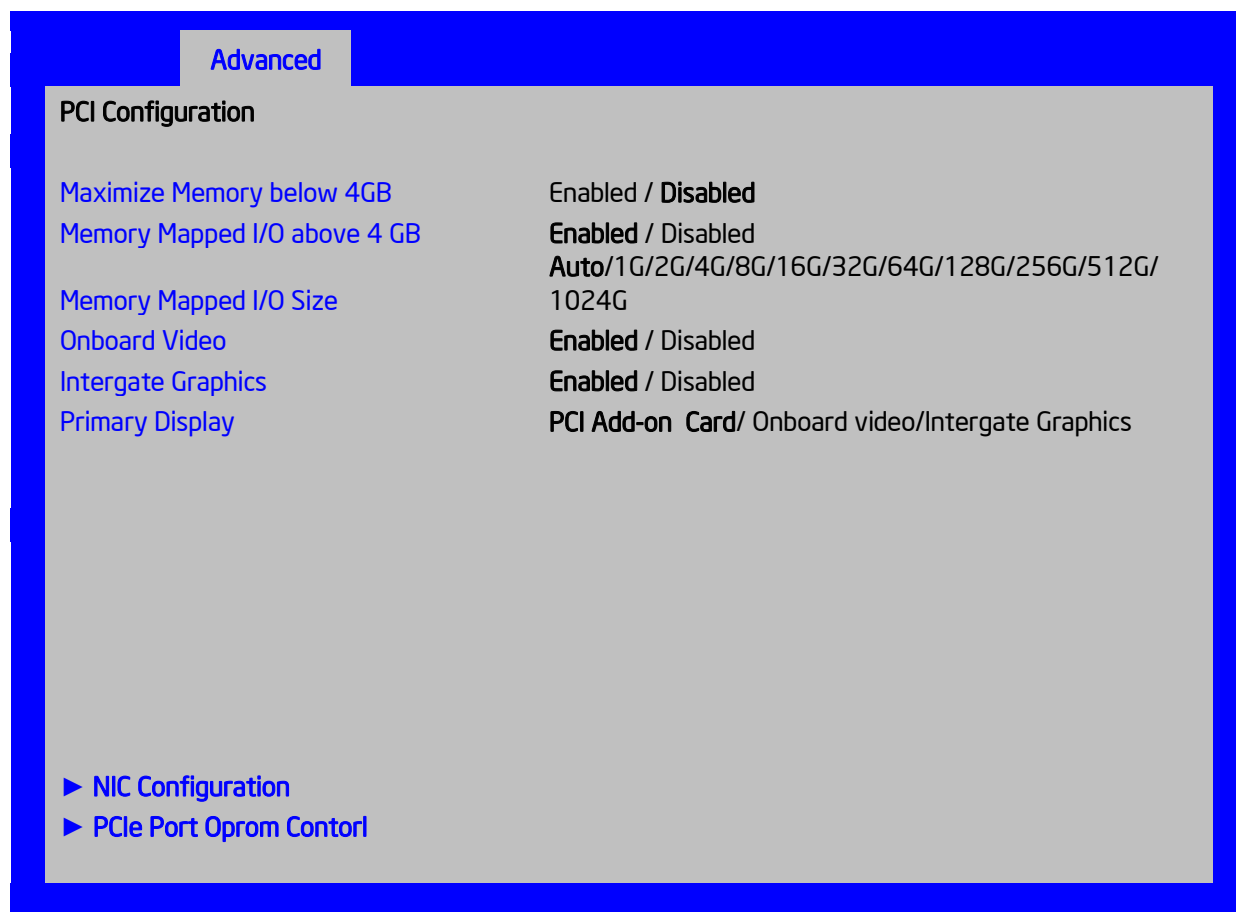 Advanced
PCI Configuration
Maximize Memory below 4GB Enabled / Disabled
Memory Mapped I/O above 4 GB Enabled / Disabled
Auto/1G/2G/4G/8G/16G/32G/64G/128G/256G/512G/
Memory Mapped I/O Size 1024G
Onboard Video Enabled / Disabled
Intergate Graphics Enabled / Disabled
Primary Display PCI Add-on Card/ Onboard video/Intergate Graphics
► NIC Configuration
► PCIe Port Oprom Contorl